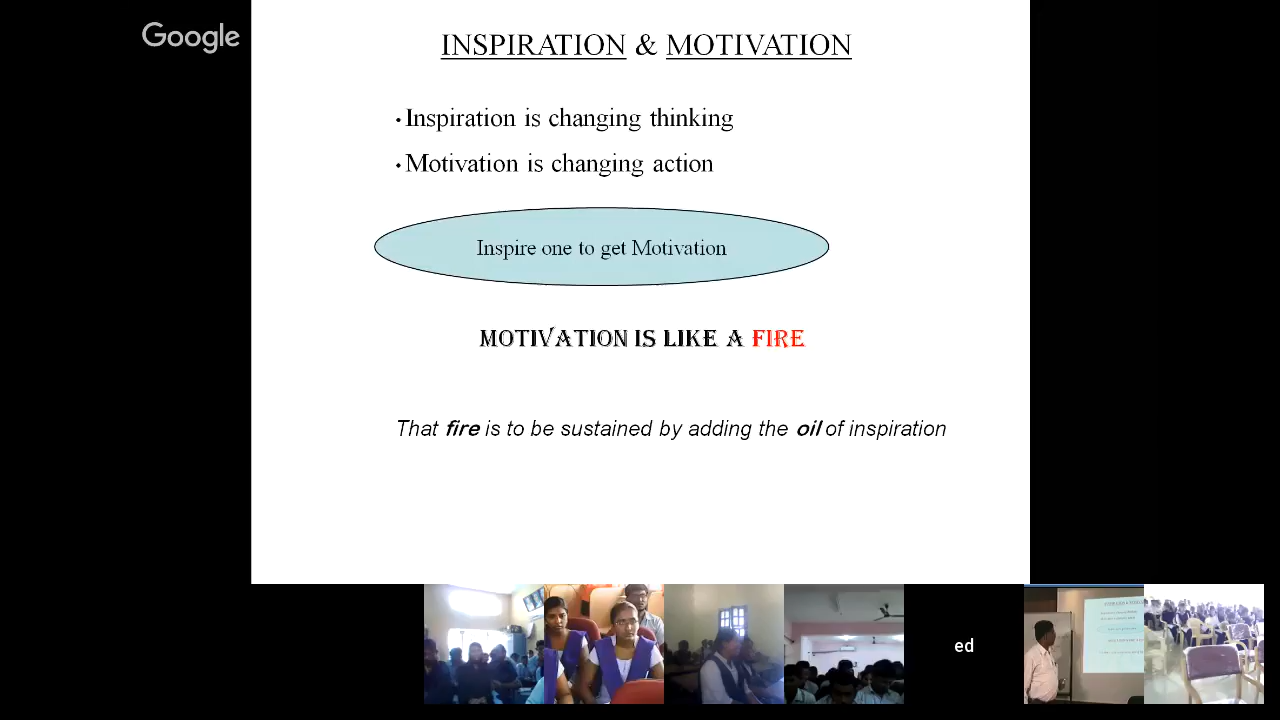 Google
INSPIRATION & MOTIVATION
• Inspiration is changing thinking
• Motivation is changing action
Inspire one to get Motivation
MOTIVATION IS LIKE A FIRE
That fire is to be sustained by adding the oil of inspiration
ed